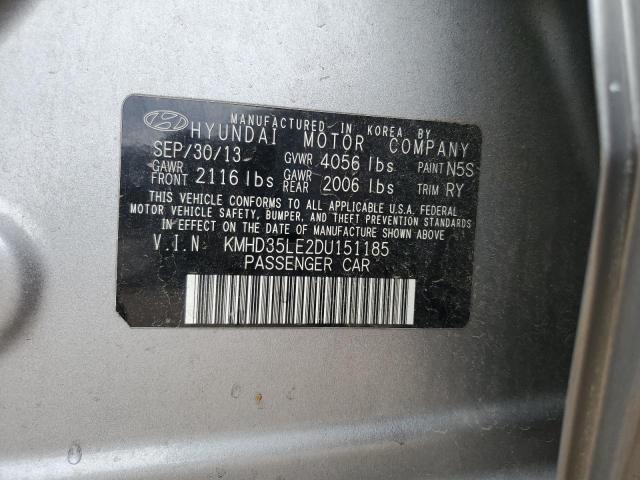 MANUFACTURED IN KOREA BY
HYUNDAI MOTOR COMPANY
SEP/30/13 GVWR 4056 lbs PAINT N5S
GAWR FRONT 2116 lbs GAWR REAR 2006 lbs TRIM RY
THIS VEHICLE CONFORMS TO ALL APPLICABLE U.S.A. FEDERAL
MOTOR VEHICLE SAFETY, BUMPER, AND THEFT PREVENTION STANDARDS
IN EFFECT ON THE DATE OF MANUFACTURE SHOWN ABOVE.
V.I.N KMHD35LE2DU151185
PASSENGER CAR